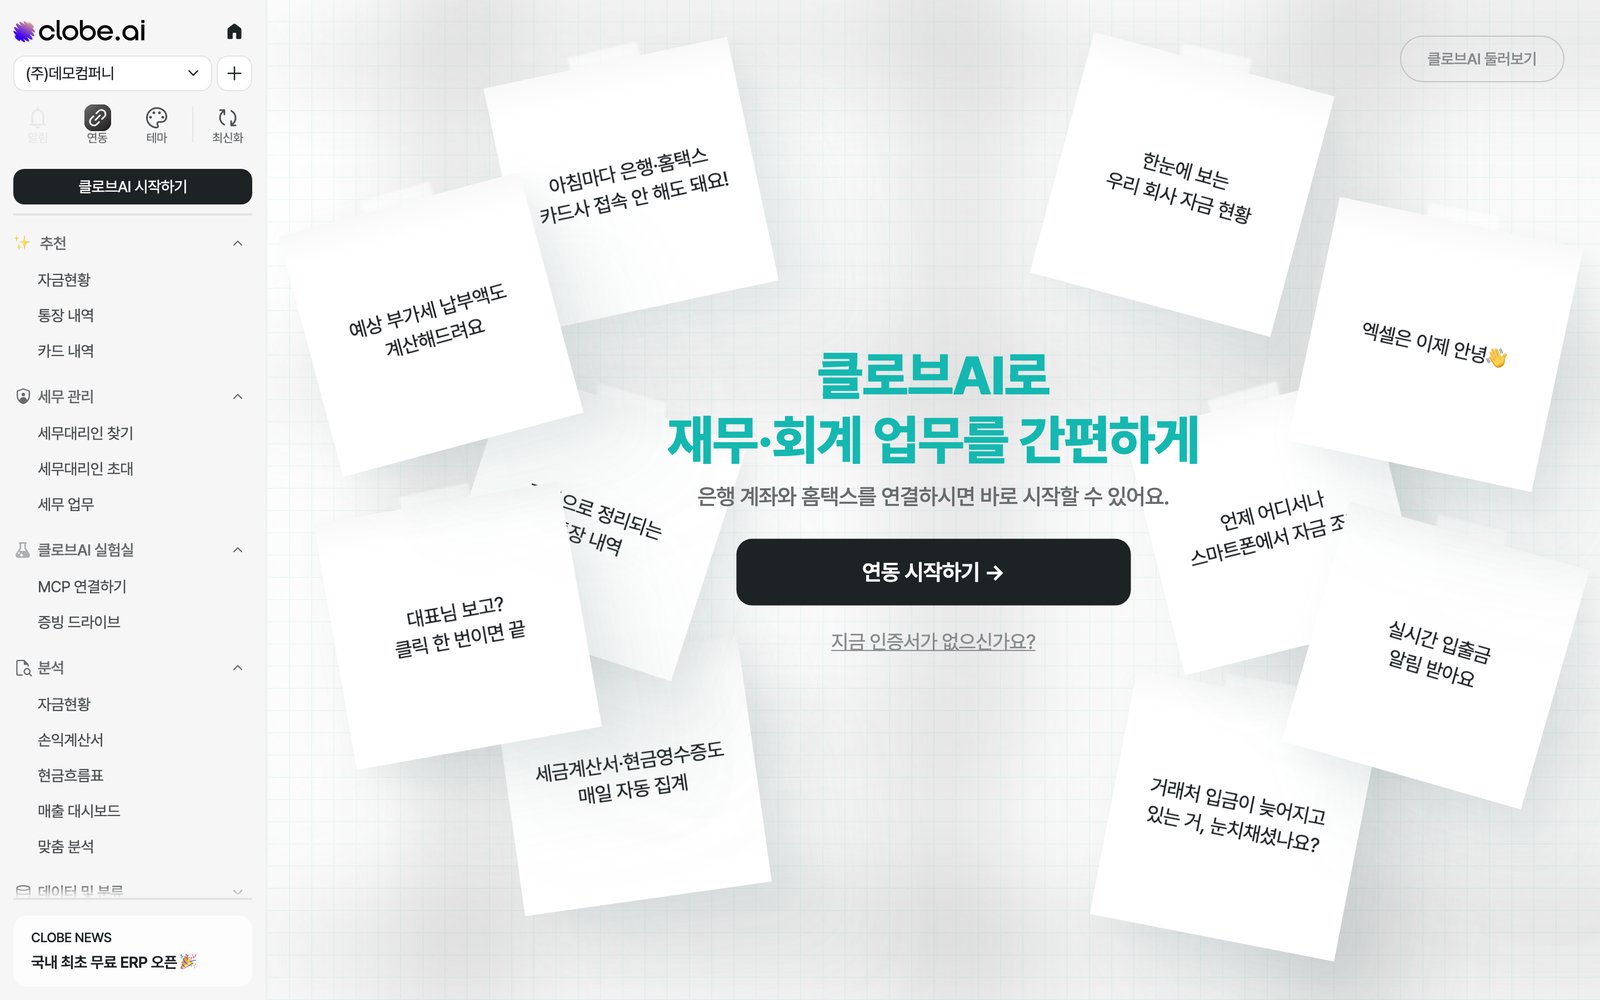 clobe.ai
(주)데모컴퍼니
알림
연동
테마
최신화
클로브AI 시작하기
추천
자금현황
통장 내역
카드 내역
세무 관리
세무대리인 찾기
세무대리인 초대
세무 업무
클로브AI 실험실
MCP 연결하기
증빙 드라이브
분석
자금현황
손익계산서
현금흐름표
매출 대시보드
맞춤 분석
데이터 및 분류
CLOBE NEWS
국내 최초 무료 ERP 오픈🎉
클로브AI 둘러보기
아침마다 은행·홈택스
카드사 접속 안 해도 돼요!
한눈에 보는
우리 회사 자금 현황
예상 부가세 납부액도
계산해드려요
엑셀은 이제 안녕👋
클로브AI로
재무·회계 업무를 간편하게
은행 계좌와 홈택스를 연결하시면 바로 시작할 수 있어요.
연동 시작하기 →
지금 인증서가 없으신가요?
정리되는
내역
언제 어디서나
스마트폰에서 자금
대표님 보고?
클릭 한 번이면 끝
실시간 입출금
알림 받아요
세금계산서·현금영수증도
매일 자동 집계
거래처 입금이 늦어지고
있는 거, 눈치채셨나요?